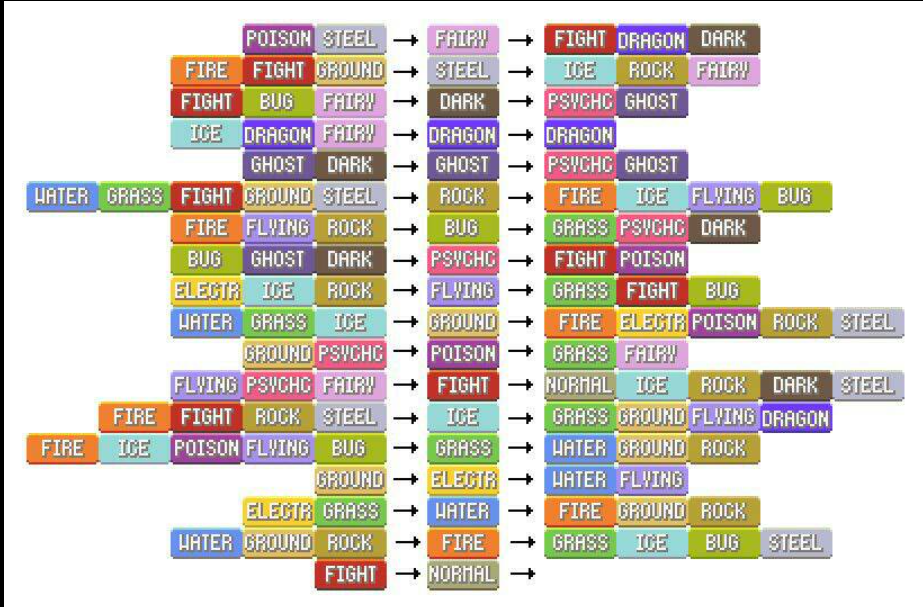 POISON STEEL → FAIRY → FIGHT DRAGON DARK
FIRE FIGHT GROUND → STEEL → ICE ROCK FAIRY
FIGHT BUG FAIRY → DARK → PSYCHC GHOST
ICE DRAGON FAIRY → DRAGON → DRAGON
GHOST DARK → GHOST → PSYCHC GHOST
WATER GRASS FIGHT GROUND STEEL → ROCK → FIRE ICE FLYING BUG
FIRE FLYING ROCK → BUG → GRASS PSYCHC DARK
BUG GHOST DARK → PSYCHC → FIGHT POISON
ELECTR ICE ROCK → FLYING → GRASS FIGHT BUG
WATER GRASS ICE → GROUND → FIRE ELECTR POISON ROCK STEEL
GROUND PSYCHC → POISON → GRASS FAIRY
FLYING PSYCHC FAIRY → FIGHT → NORMAL ICE ROCK DARK STEEL
FIRE FIGHT ROCK STEEL → ICE → GRASS GROUND FLYING DRAGON
FIRE ICE POISON FLYING BUG → GRASS → WATER GROUND ROCK
GROUND → ELECTR → WATER FLYING
ELECTR GRASS → WATER → FIRE GROUND ROCK
WATER GROUND ROCK → FIRE → GRASS ICE BUG STEEL
FIGHT → NORMAL →